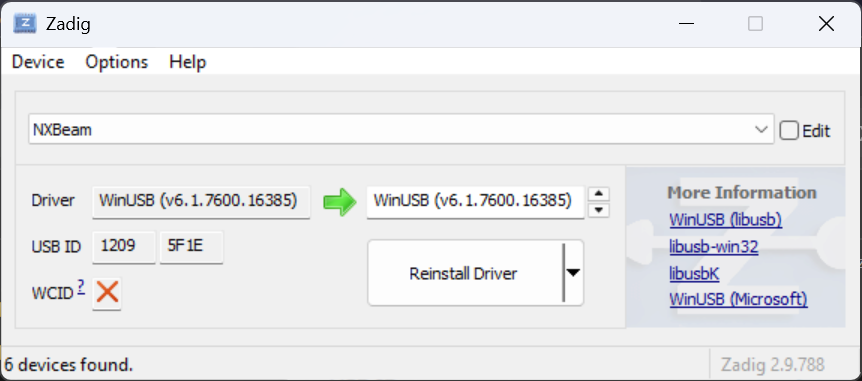 Zadig
Device Options Help
NXBeam Edit
Driver WinUSB (v6.1.7600.16385) WinUSB (v6.1.7600.16385)
USB ID 1209 5F1E
WCID ?
Reinstall Driver
More Information
WinUSB (libusb)
libusb-win32
libusbK
WinUSB (Microsoft)
6 devices found. Zadig 2.9.788